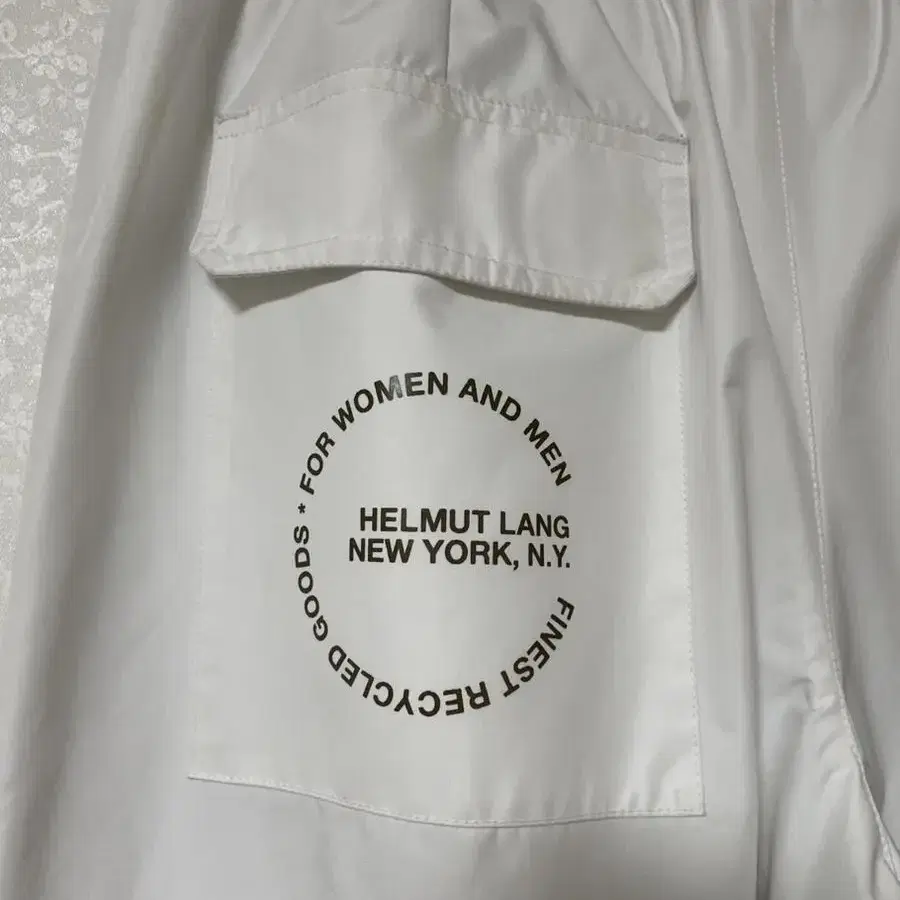 FOR WOMEN AND MEN
HELMUT LANG
NEW YORK, N.Y.
FINEST RECYCLED GOODS *